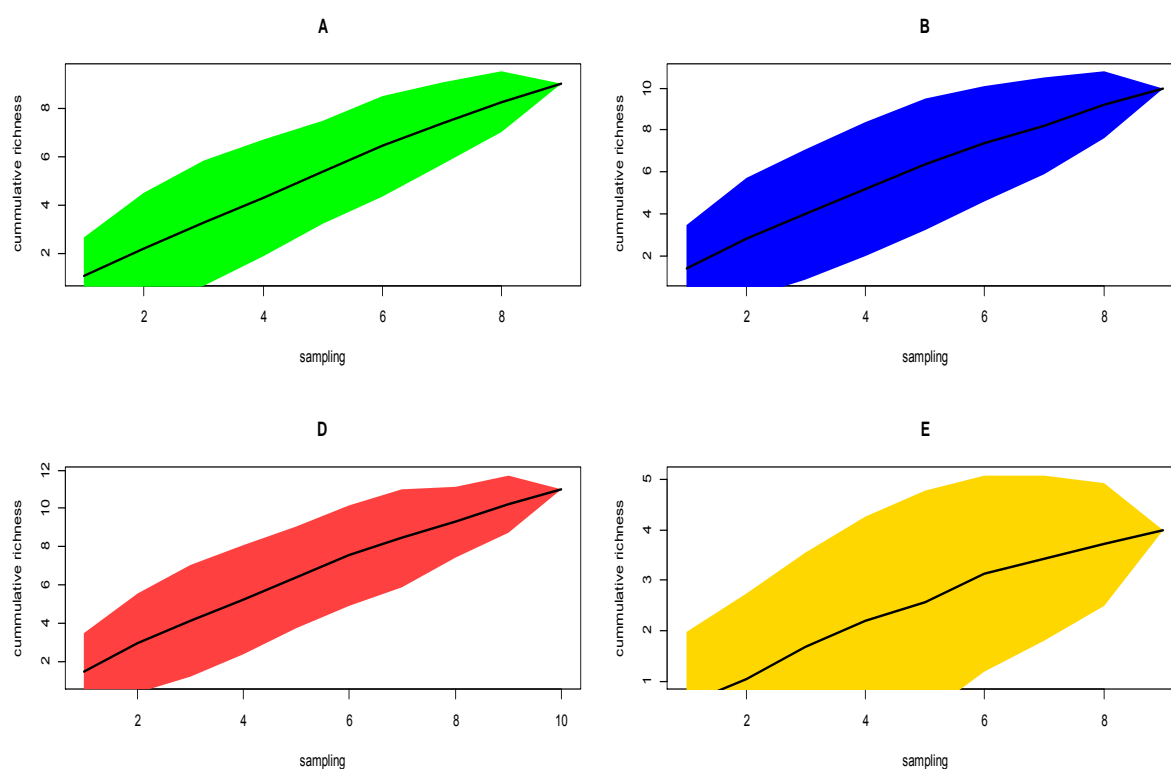 A
cummulative richness
2 4 6 8
2 4 6 8
sampling
B
cummulative richness
2 4 6 8 10
2 4 6 8
sampling
D
cummulative richness
2 4 6 8 10 12
2 4 6 8 10
sampling
E
cummulative richness
1 2 3 4 5
2 4 6 8
sampling